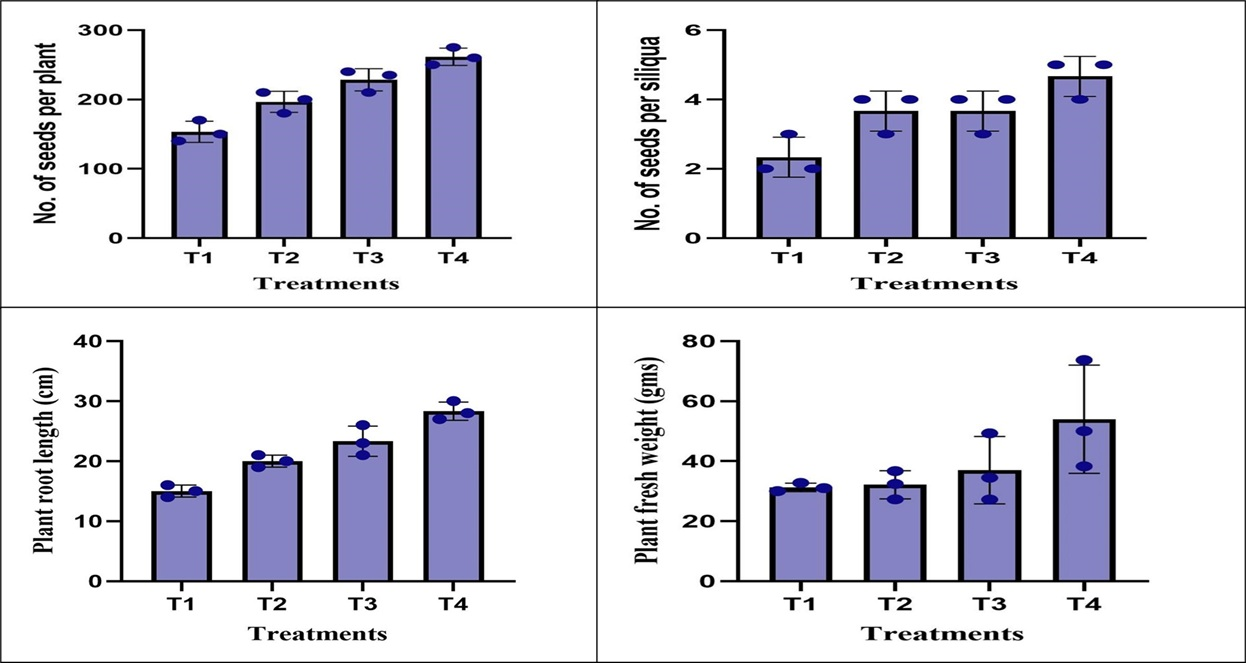 No. of seeds per plant
300
200
100
0
T1 T2 T3 T4
Treatments
No. of seeds per siliqua
6
4
2
0
T1 T2 T3 T4
Treatments
Plant root length (cm)
40
30
20
10
0
T1 T2 T3 T4
Treatments
Plant fresh weight (gms)
80
60
40
20
0
T1 T2 T3 T4
Treatments